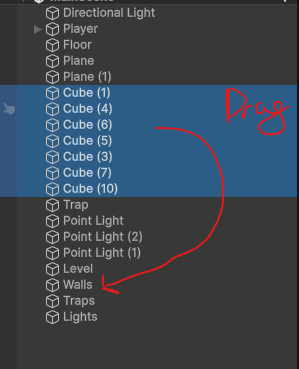 Directional Light
Player
Floor
Plane
Plane (1)
Cube (1)
Drag
Cube (4)
Cube (6)
Cube (5)
Cube (3)
Cube (7)
Cube (10)
Trap
Point Light
Point Light (2)
Point Light (1)
Level
Walls
Traps
Lights